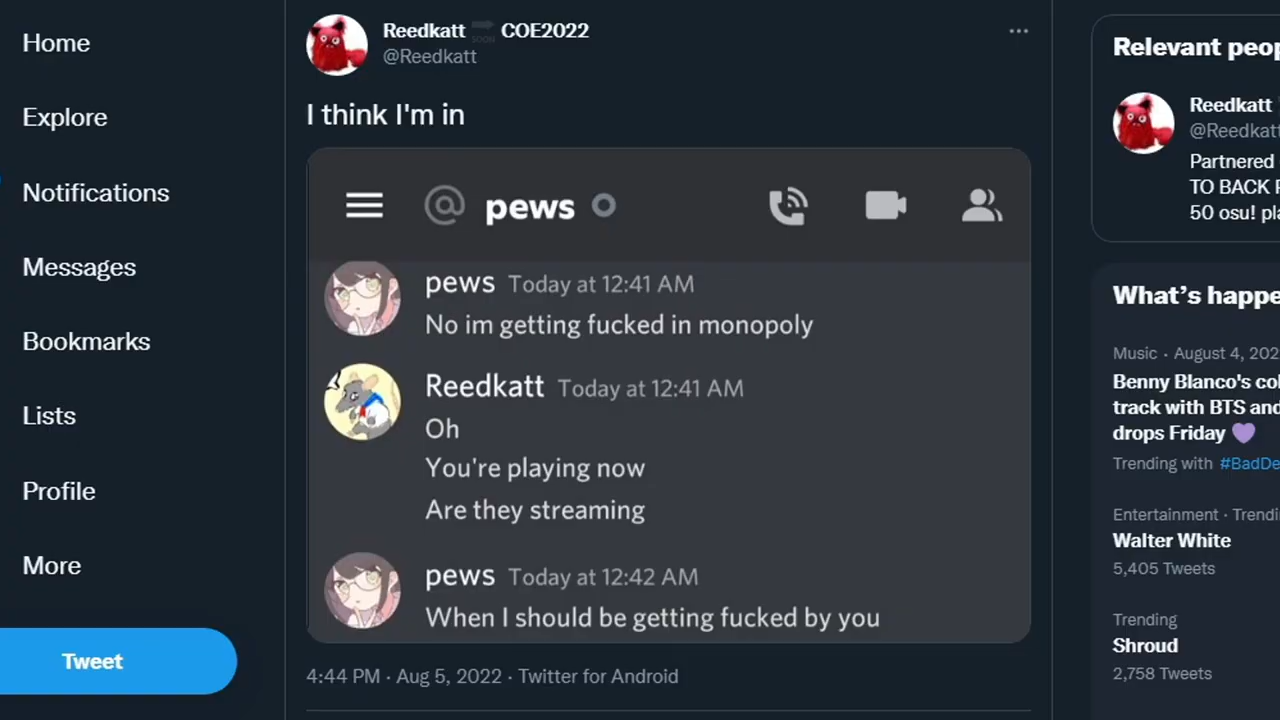 Home
Explore
Notifications
Messages
Bookmarks
Lists
Profile
More
Tweet
Reedkatt SOON COE2022
@Reedkatt
I think I'm in
@ pews
pews Today at 12:41 AM
No im getting fucked in monopoly
Reedkatt Today at 12:41 AM
Oh
You're playing now
Are they streaming
pews Today at 12:42 AM
When I should be getting fucked by you
4:44 PM · Aug 5, 2022 · Twitter for Android
Relevant peop
Reedkatt
@Reedkatt
Partnered
TO BACK
50 osu! pla
What's happe
Music · August 4, 202
Benny Blanco's col
track with BTS and
drops Friday 💜
Trending with #BadDe
Entertainment · Trendi
Walter White
5,405 Tweets
Trending
Shroud
2,758 Tweets